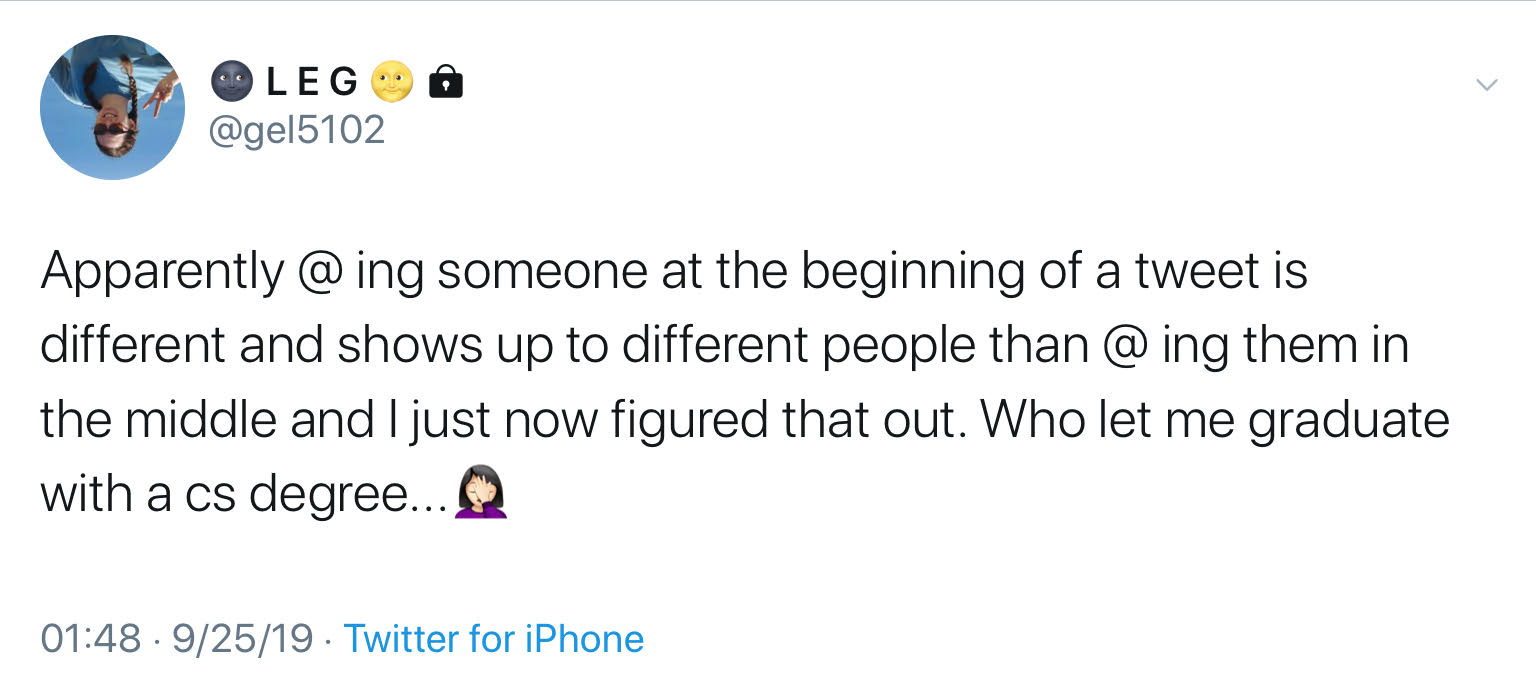 🌚 L E G 🌝 🔒
@gel5102
Apparently @ ing someone at the beginning of a tweet is
different and shows up to different people than @ ing them in
the middle and I just now figured that out. Who let me graduate
with a cs degree...🤦🏻‍♀️
01:48 · 9/25/19 · Twitter for iPhone